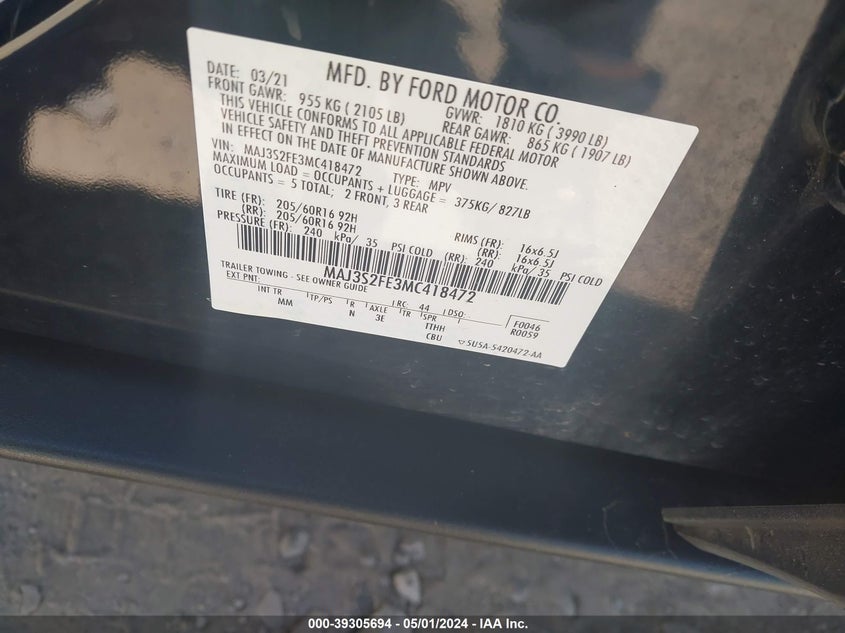 MFD. BY FORD MOTOR CO.
DATE: 03/21 GVWR: 1810 KG ( 3990 LB)
FRONT GAWR: 955 KG ( 2105 LB) REAR GAWR: 865 KG ( 1907 LB)
THIS VEHICLE CONFORMS TO ALL APPLICABLE FEDERAL MOTOR
VEHICLE SAFETY AND THEFT PREVENTION STANDARDS
IN EFFECT ON THE DATE OF MANUFACTURE SHOWN ABOVE.
VIN: MAJ3S2FE3MC418472 TYPE: MPV
MAXIMUM LOAD = OCCUPANTS + LUGGAGE = 375KG/ 827LB
OCCUPANTS = 5 TOTAL; 2 FRONT, 3 REAR
TIRE (FR): 205/60R16 92H RIMS (FR): 16x6.5J
(RR): 205/60R16 92H (RR): 16x6.5J
PRESSURE (FR): 240 kPa/ 35 PSI COLD (RR): 240 kPa/ 35 PSI COLD
MAJ3S2FE3MC418472
TRAILER TOWING - SEE OWNER GUIDE
EXT PNT: RC: 44 DSO:
INT TR TP/PS R AXLE TR SPR F0046
MM N 3E TTHH R0059
CBU 5U5A-5420472-AA
000-39305694 - 05/01/2024 - IAA Inc.